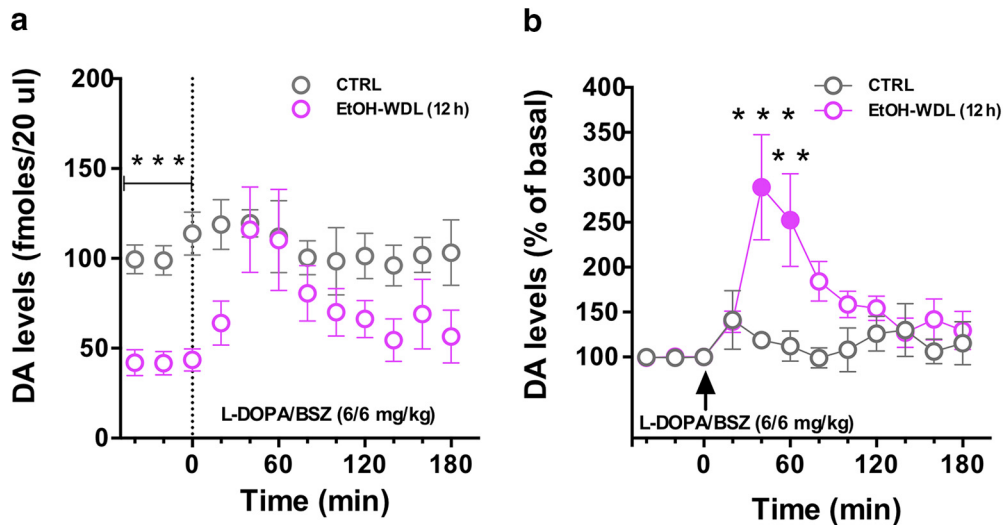 a
DA levels (fmoles/20 ul)
200
150
100
50
0
CTRL
EtOH-WDL (12 h)
* * *
L-DOPA/BSZ (6/6 mg/kg)
0 60 120 180
Time (min)
b
DA levels (% of basal)
400
350
300
250
200
150
100
CTRL
EtOH-WDL (12 h)
* * *
* *
L-DOPA/BSZ (6/6 mg/kg)
0 60 120 180
Time (min)